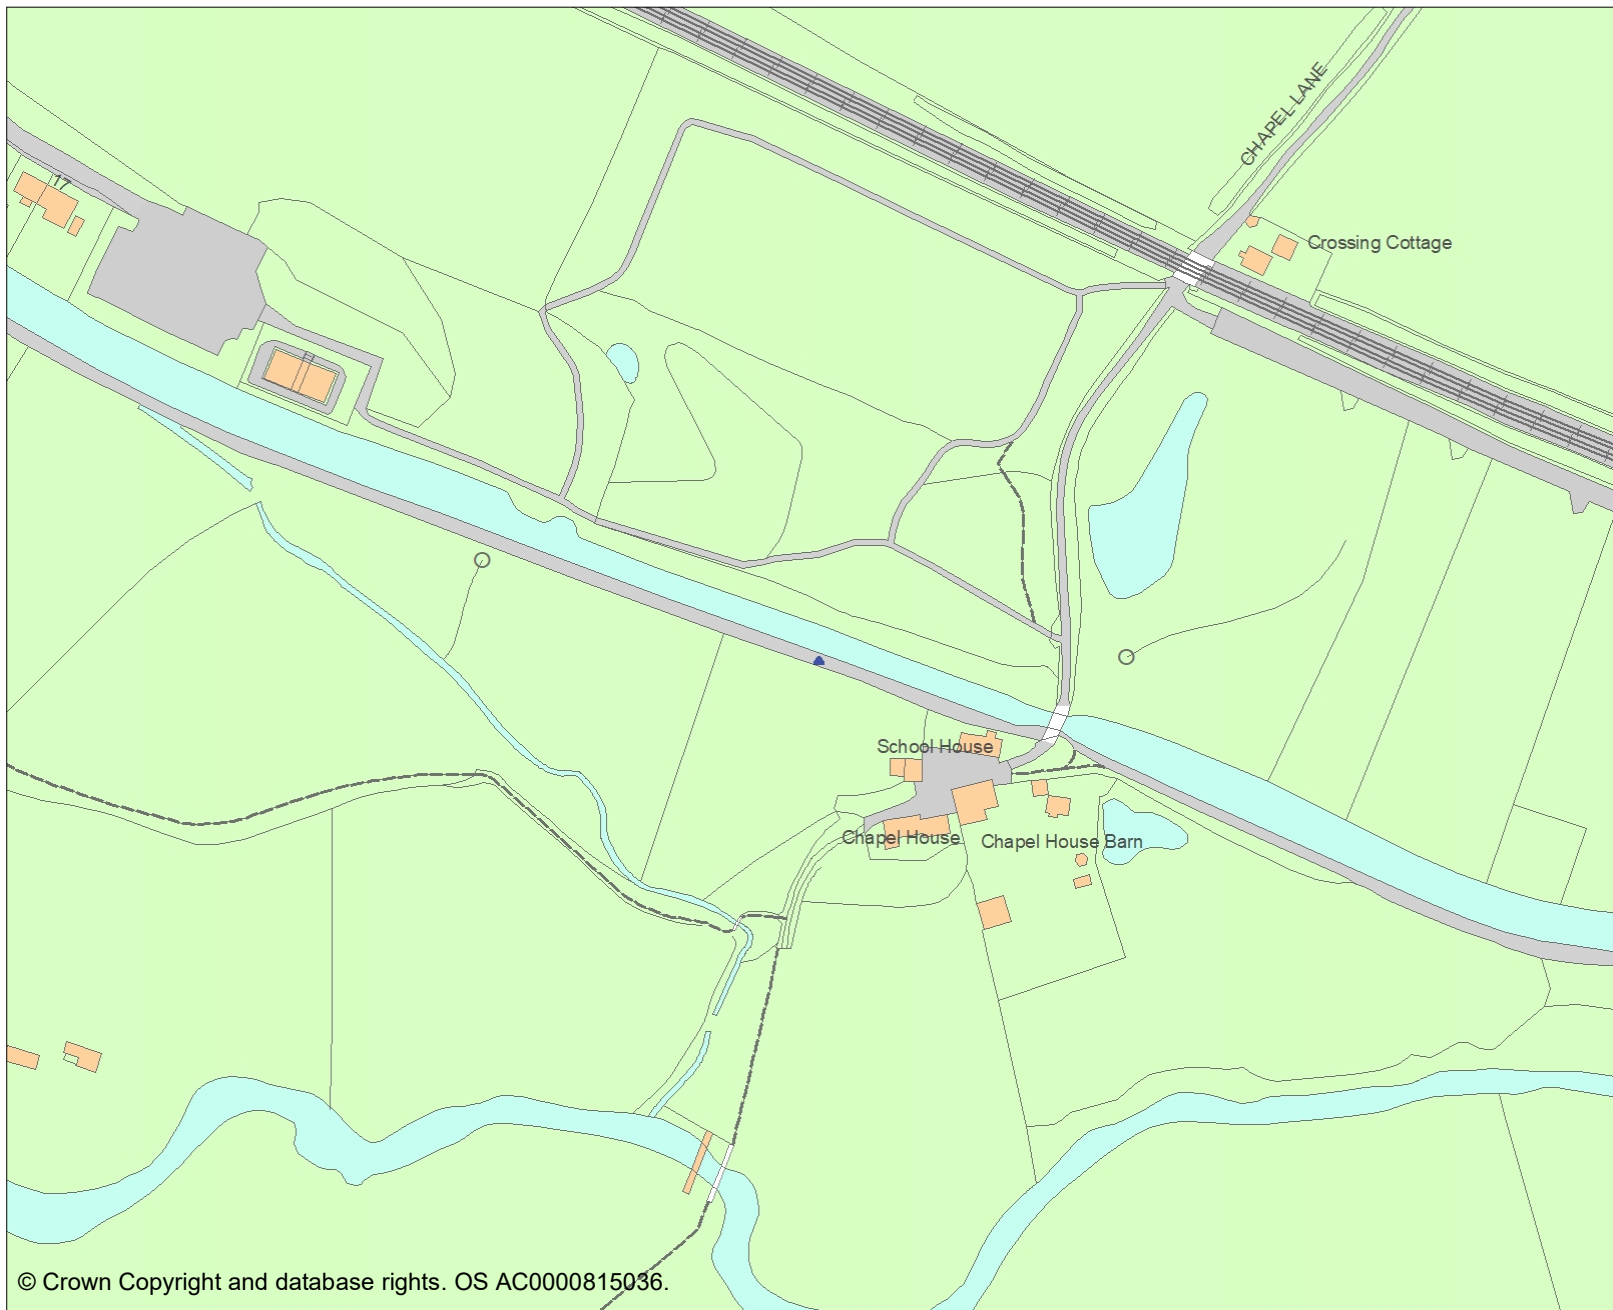 CHAPEL LANE
17
Crossing Cottage
School House
Chapel House
Chapel House Barn
© Crown Copyright and database rights. OS AC0000815036.